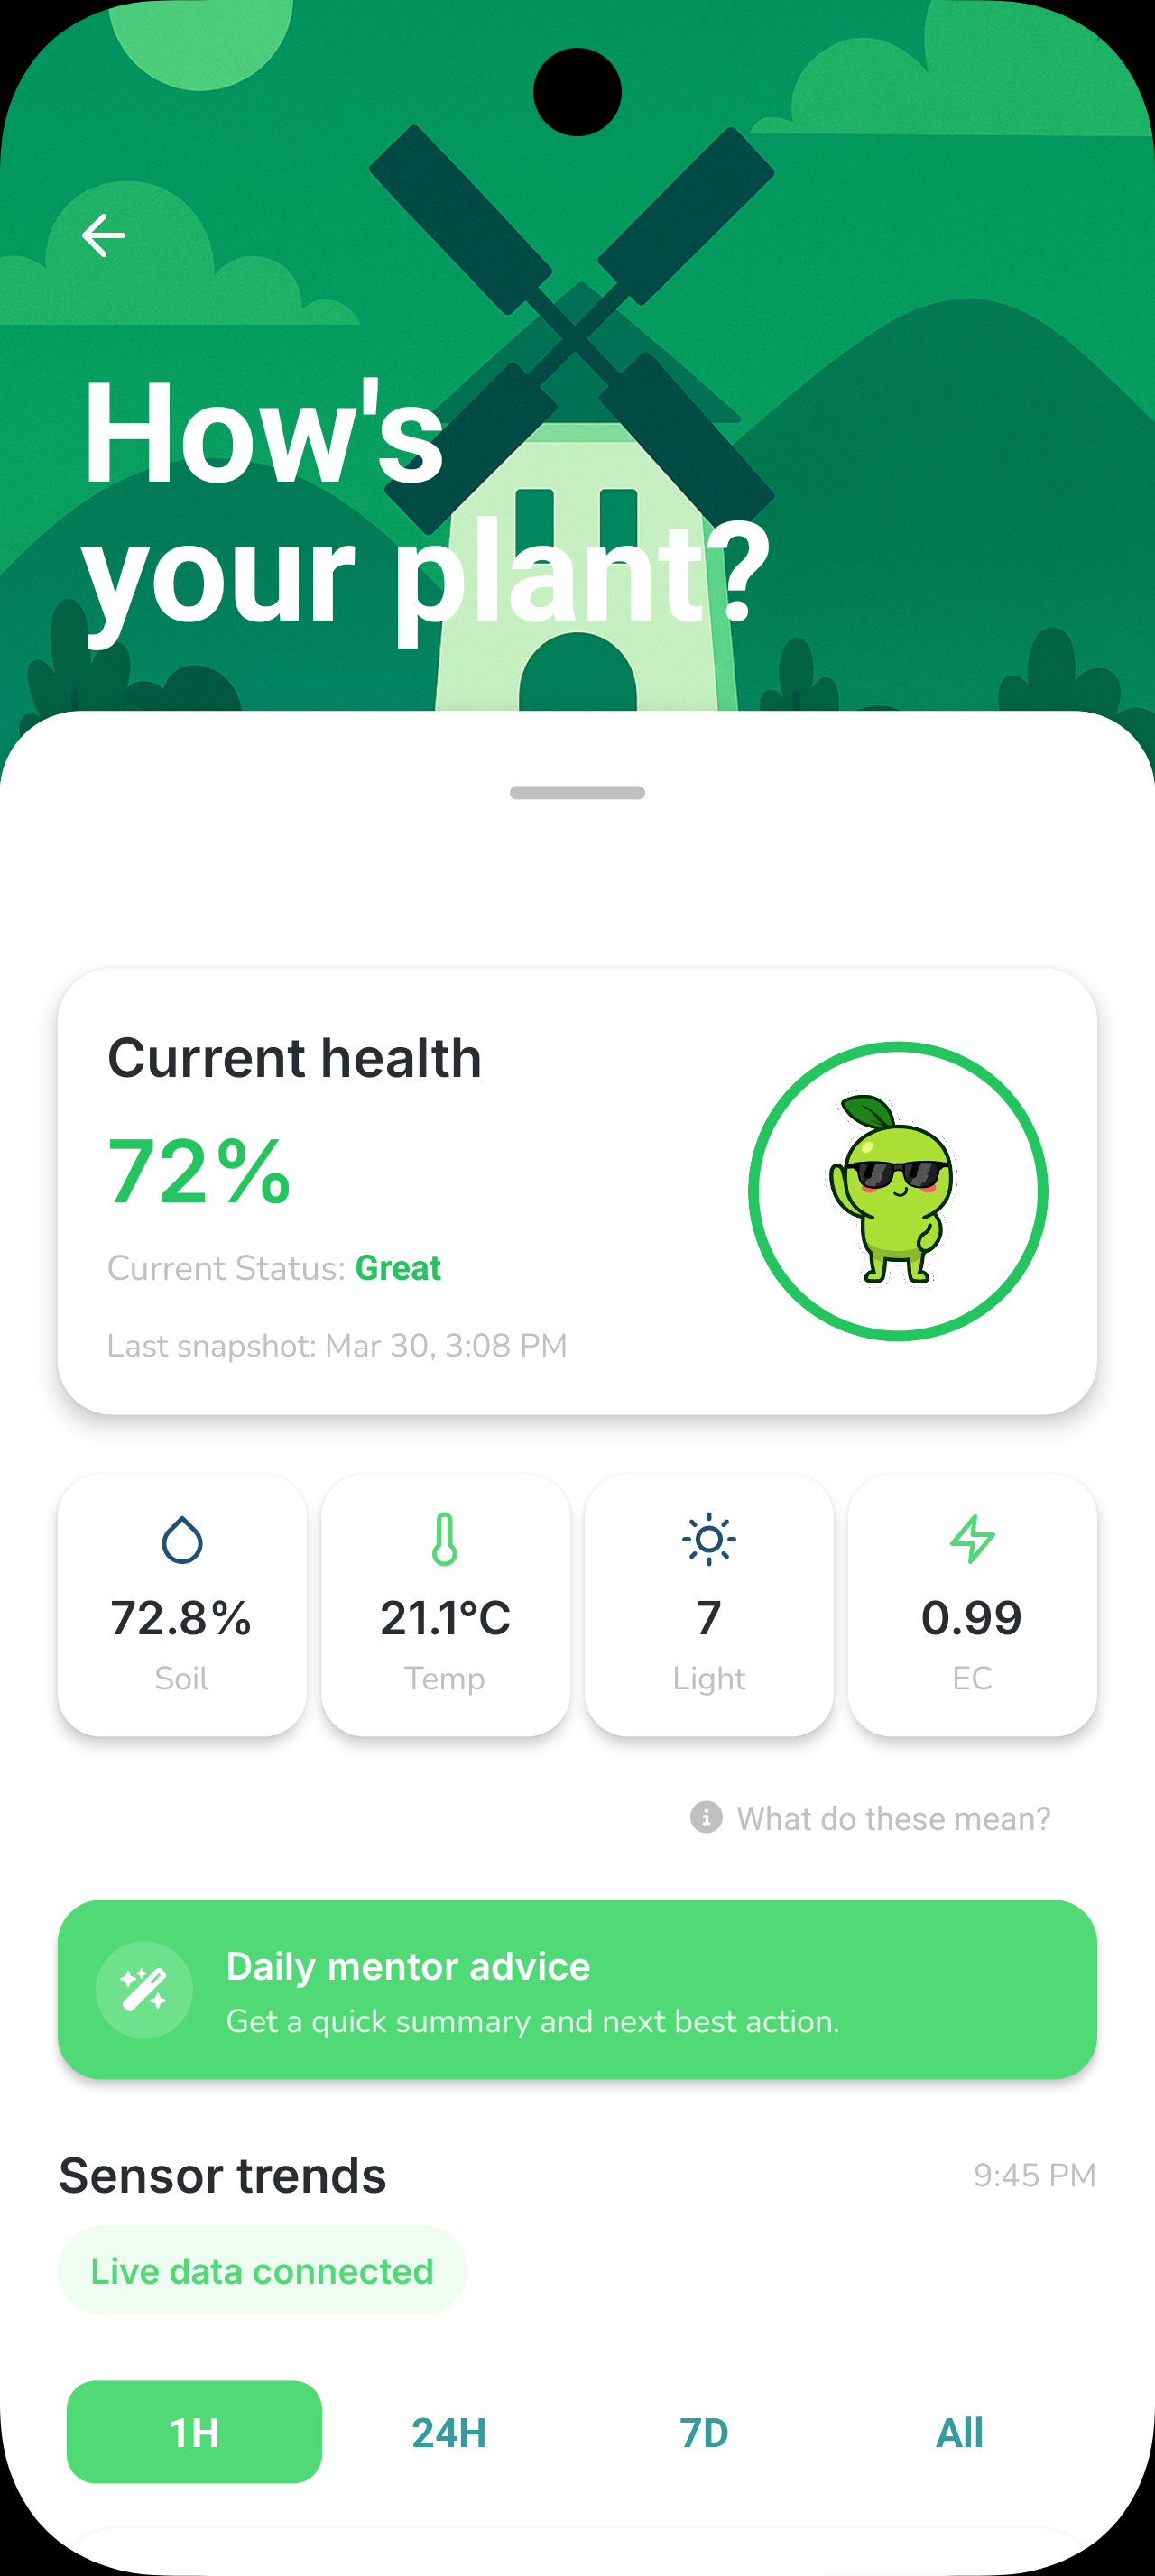 How's
your plant?
Current health
72%
Current Status: Great
Last snapshot: Mar 30, 3:08 PM
72.8%
Soil
21.1°C
Temp
7
Light
0.99
EC
What do these mean?
Daily mentor advice
Get a quick summary and next best action.
Sensor trends
9:45 PM
Live data connected
1H
24H
7D
All